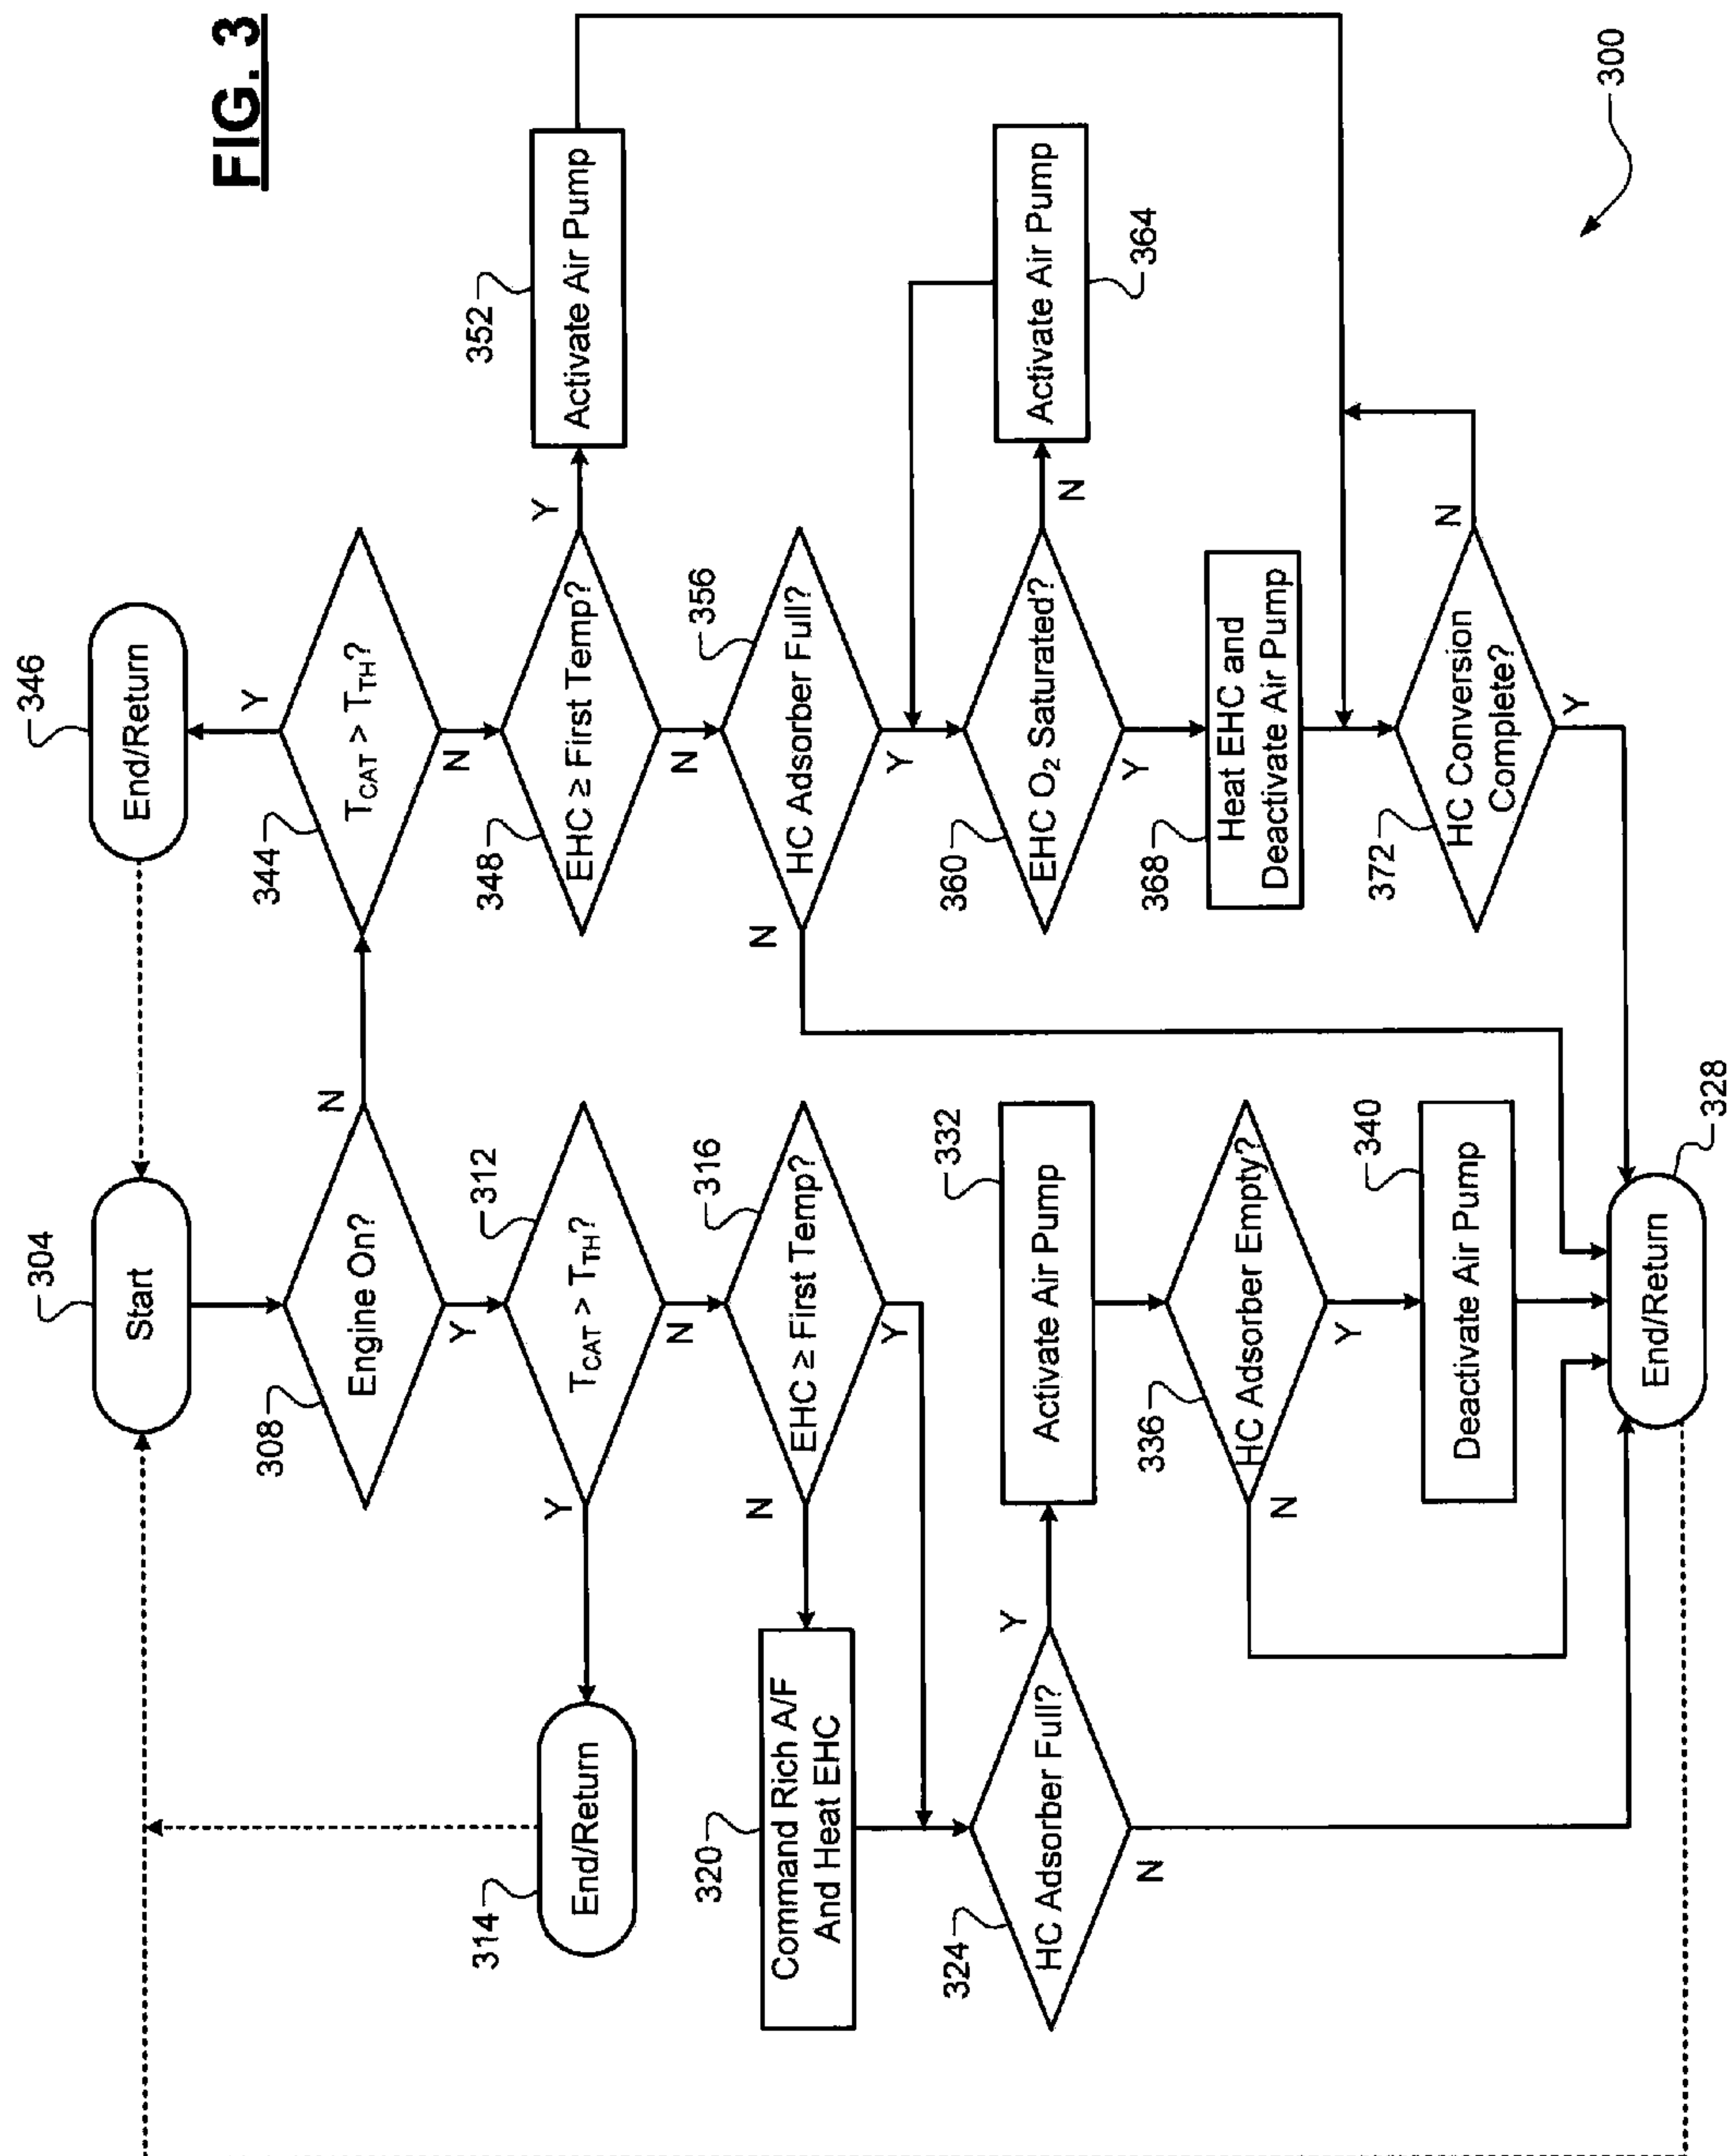 FIG. 3
300
304
Start
346
End/Return
308
Engine On?
N
Y
344
T_CAT > T_TH?
Y
N
312
T_CAT > T_TH?
Y
N
314
End/Return
348
EHC ≥ First Temp?
Y
N
352
Activate Air Pump
316
EHC ≥ First Temp?
N
Y
320
Command Rich A/F
And Heat EHC
356
HC Adsorber Full?
N
Y
324
HC Adsorber Full?
Y
N
332
Activate Air Pump
360
EHC O₂ Saturated?
N
Y
364
Activate Air Pump
336
HC Adsorber Empty?
N
Y
368
Heat EHC and
Deactivate Air Pump
340
Deactivate Air Pump
372
HC Conversion
Complete?
N
Y
End/Return
328